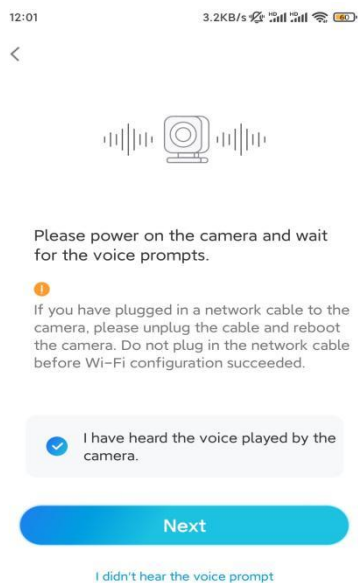 12:01
3.2KB/s
60
Please power on the camera and wait
for the voice prompts.
If you have plugged in a network cable to the
camera, please unplug the cable and reboot
the camera. Do not plug in the network cable
before Wi-Fi configuration succeeded.
I have heard the voice played by the
camera.
Next
I didn't hear the voice prompt